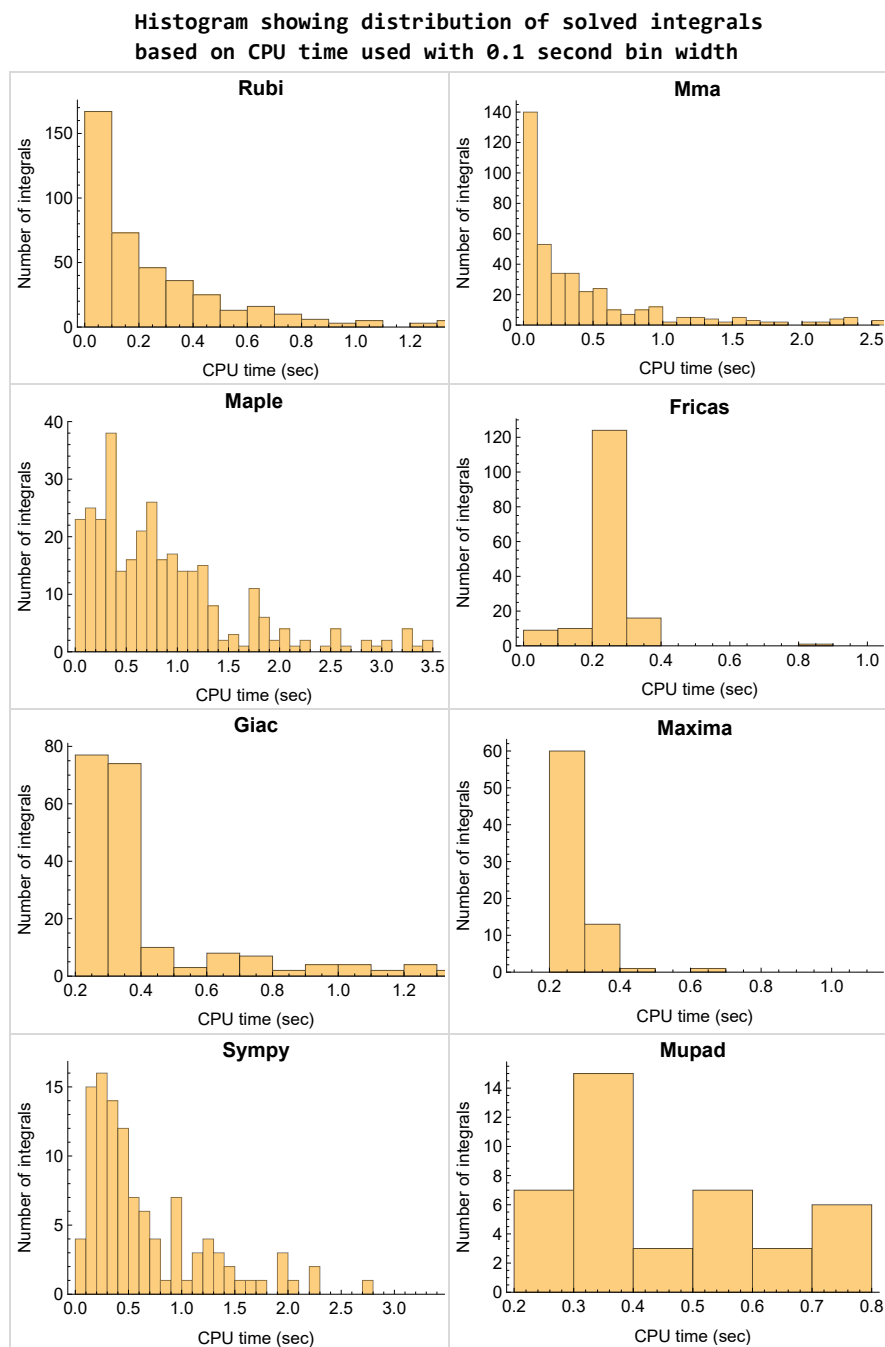 Histogram showing distribution of solved integrals
based on CPU time used with 0.1 second bin width
Rubi
Number of integrals
150
100
50
0
0.0 0.2 0.4 0.6 0.8 1.0 1.2
CPU time (sec)
Mma
Number of integrals
140
120
100
80
60
40
20
0
0.0 0.5 1.0 1.5 2.0 2.5
CPU time (sec)
Maple
Number of integrals
40
30
20
10
0
0.0 0.5 1.0 1.5 2.0 2.5 3.0 3.5
CPU time (sec)
Fricas
Number of integrals
120
100
80
60
40
20
0
0.0 0.2 0.4 0.6 0.8 1.0
CPU time (sec)
Giac
Number of integrals
80
60
40
20
0
0.2 0.4 0.6 0.8 1.0 1.2
CPU time (sec)
Maxima
Number of integrals
60
50
40
30
20
10
0
0.2 0.4 0.6 0.8 1.0
CPU time (sec)
Sympy
Number of integrals
15
10
5
0
0.0 0.5 1.0 1.5 2.0 2.5 3.0
CPU time (sec)
Mupad
Number of integrals
14
12
10
8
6
4
2
0
0.2 0.3 0.4 0.5 0.6 0.7 0.8
CPU time (sec)